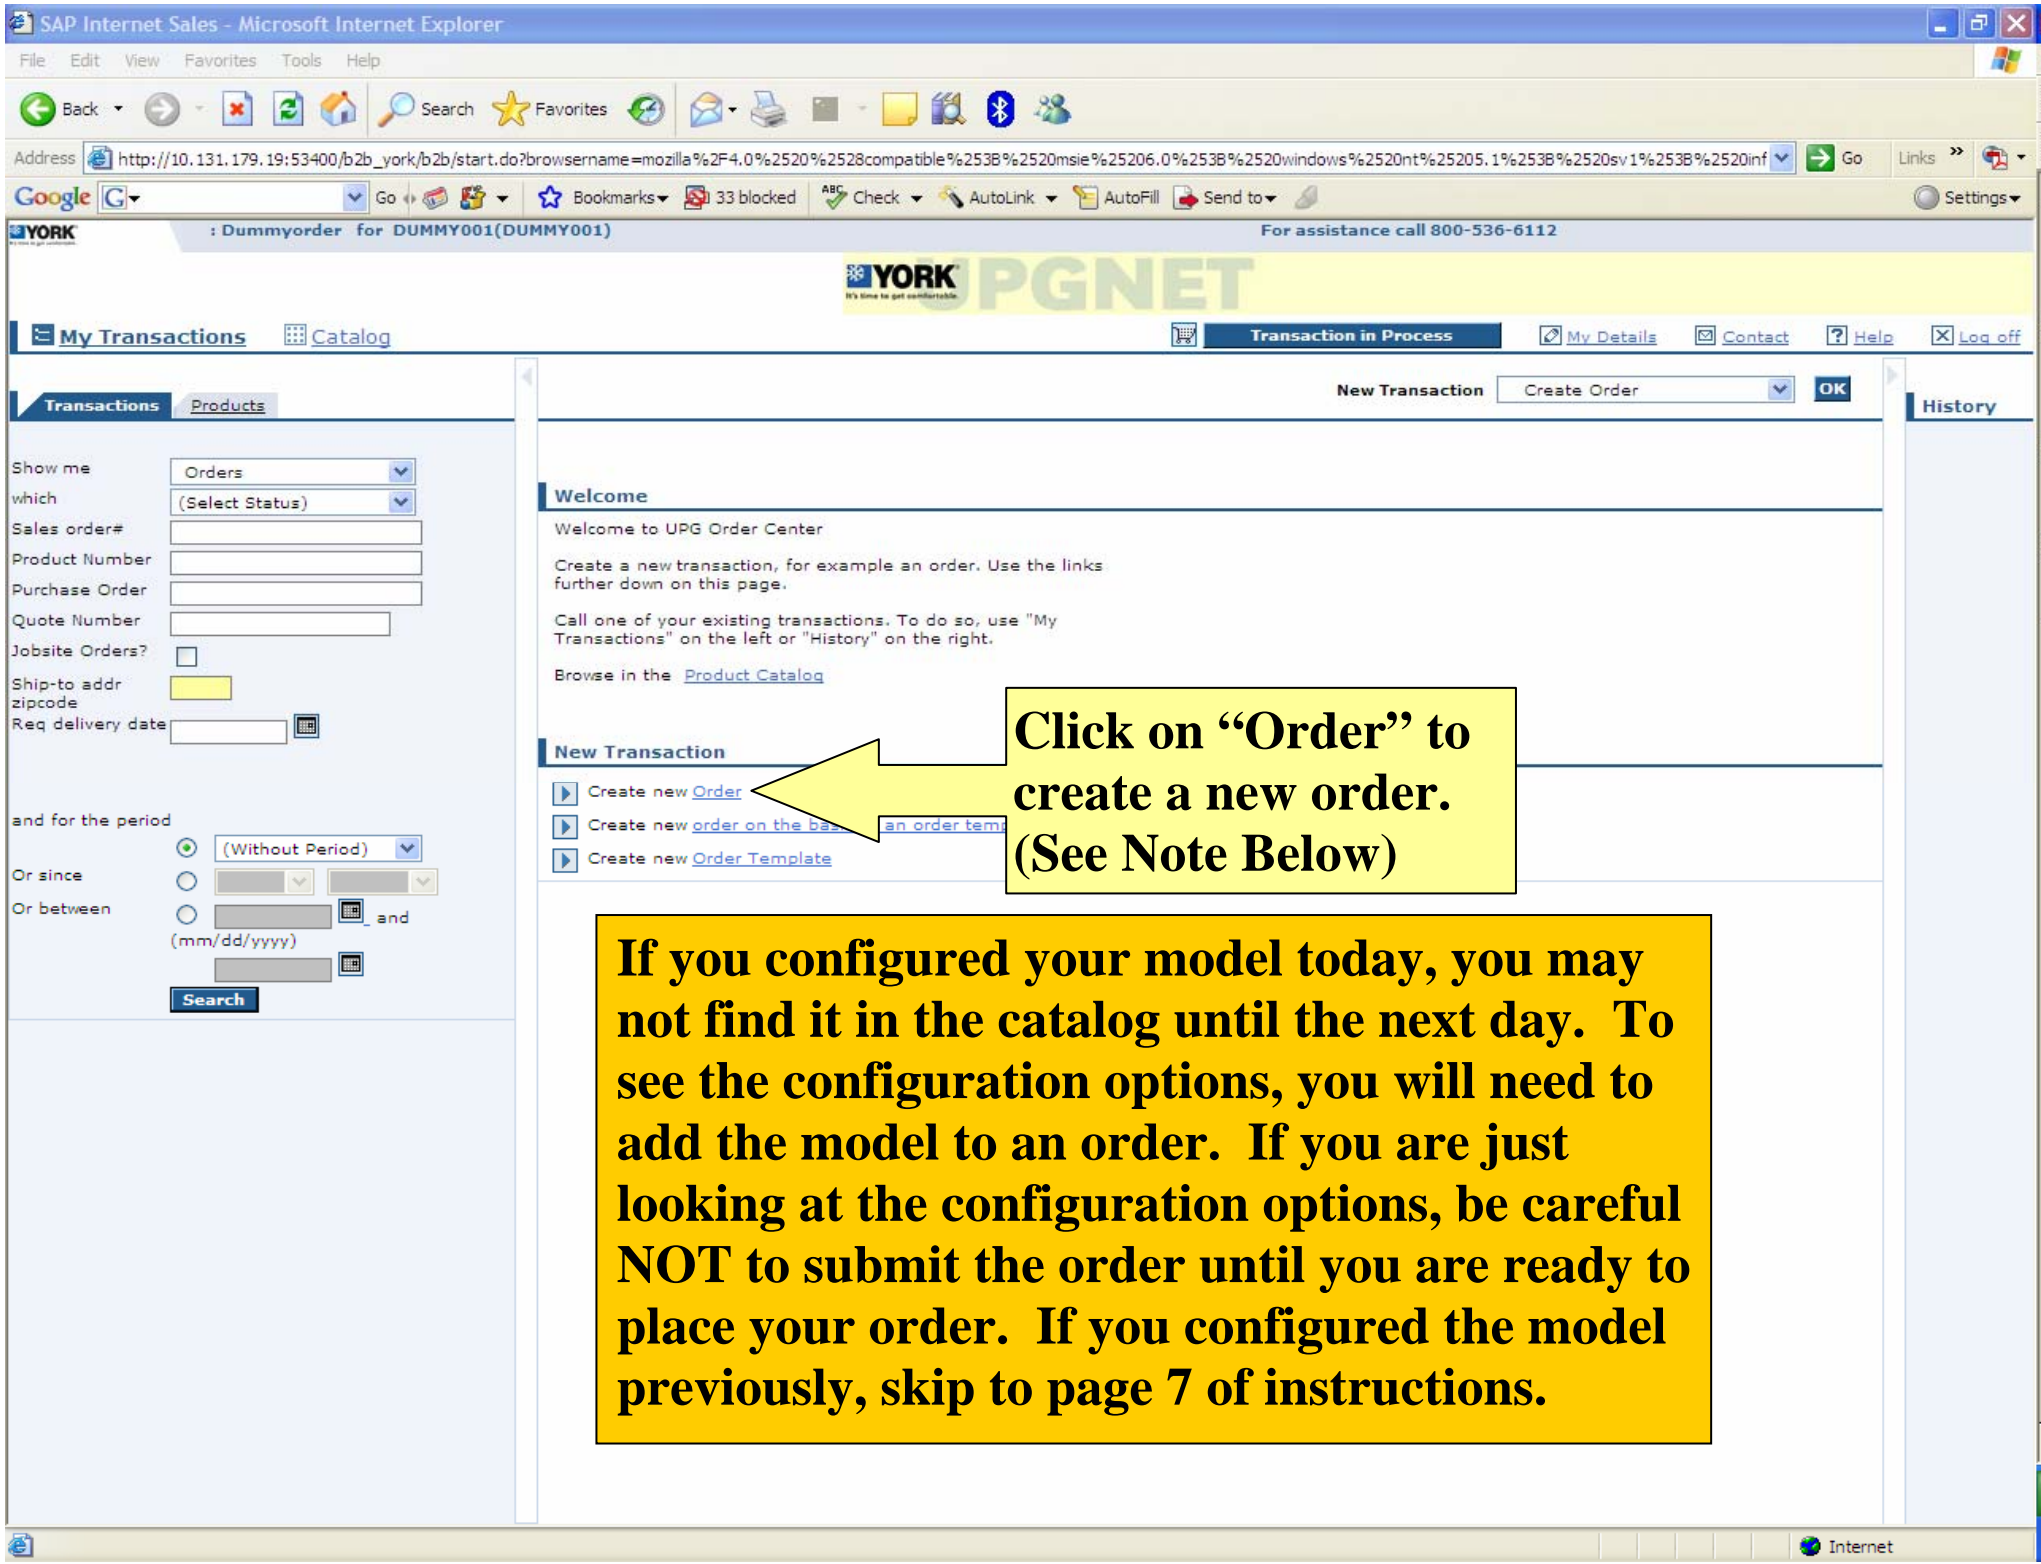 SAP Internet Sales - Microsoft Internet Explorer
File Edit View Favorites Tools Help
Back Search Favorites
Address http://10.131.179.19:53400/b2b_york/b2b/start.do?browsername=mozilla%2F4.0%2520%2528compatible%253B%2520msie%25206.0%253B%2520windows%2520nt%25205.1%253B%2520sv1%253B%2520inf Go Links »
Google G Go Bookmarks 33 blocked ABC Check AutoLink AutoFill Send to Settings
YORK : Dummyorder for DUMMY001(DUMMY001) For assistance call 800-536-6112
YORK UPGNET
It's time to get comfortable.
My Transactions Catalog Transaction in Process My Details Contact ? Help Log off
New Transaction Create Order OK
Transactions Products
History
Show me Orders
which (Select Status)
Sales order#
Product Number
Purchase Order
Quote Number
Jobsite Orders?
Ship-to addr
zipcode
Req delivery date
and for the period
(Without Period)
Or since
Or between and
(mm/dd/yyyy)
Search
Welcome
Welcome to UPG Order Center
Create a new transaction, for example an order. Use the links
further down on this page.
Call one of your existing transactions. To do so, use "My
Transactions" on the left or "History" on the right.
Browse in the Product Catalog
New Transaction
Create new Order
Create new order on the bas an order temp
Create new Order Template
Click on “Order” to
create a new order.
(See Note Below)
If you configured your model today, you may
not find it in the catalog until the next day. To
see the configuration options, you will need to
add the model to an order. If you are just
looking at the configuration options, be careful
NOT to submit the order until you are ready to
place your order. If you configured the model
previously, skip to page 7 of instructions.
Internet